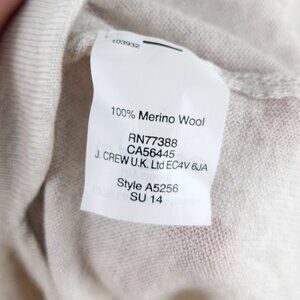 103932
100% Merino Wool
RN77388
CA56445
J. CREW U.K. Ltd EC4V 6JA
Style A5256
SU 14